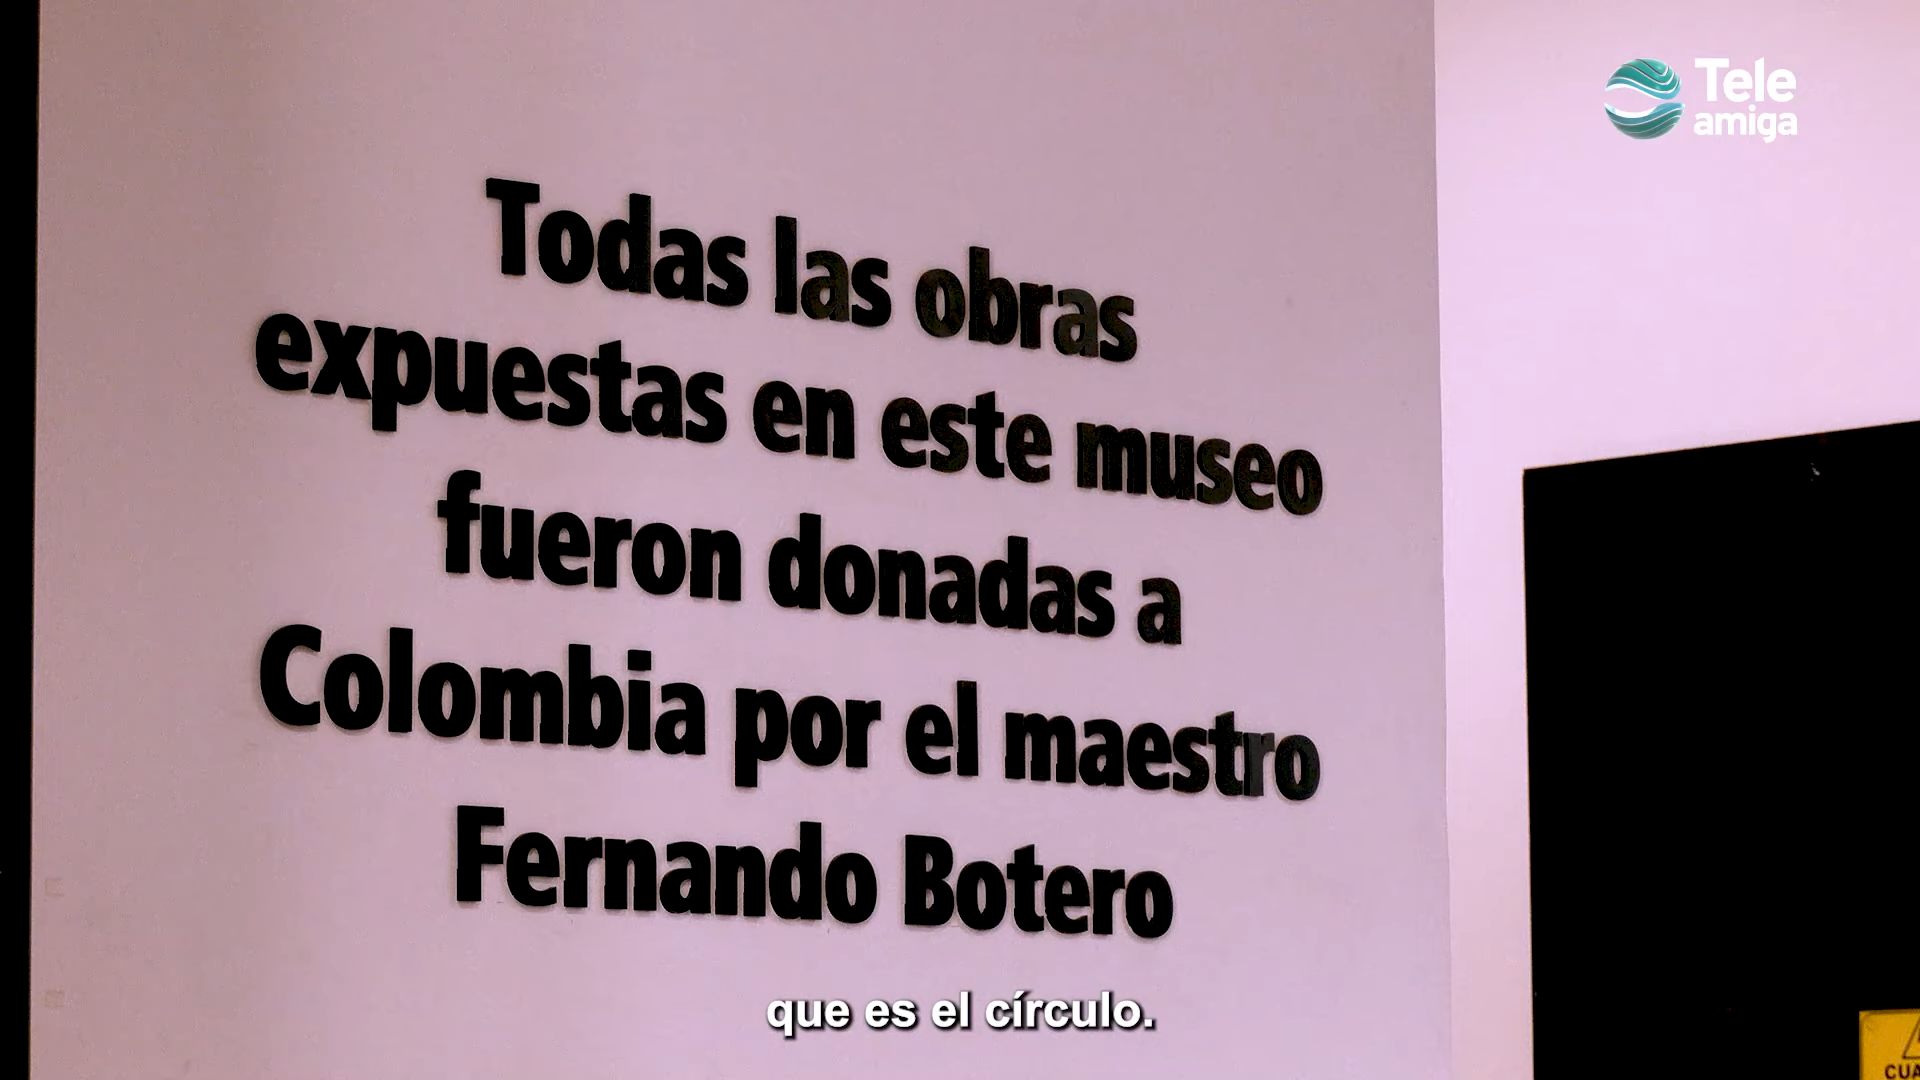 Tele
amiga
Todas las obras
expuestas en este museo
fueron donadas a
Colombia por el maestro
Fernando Botero
que es el círculo.